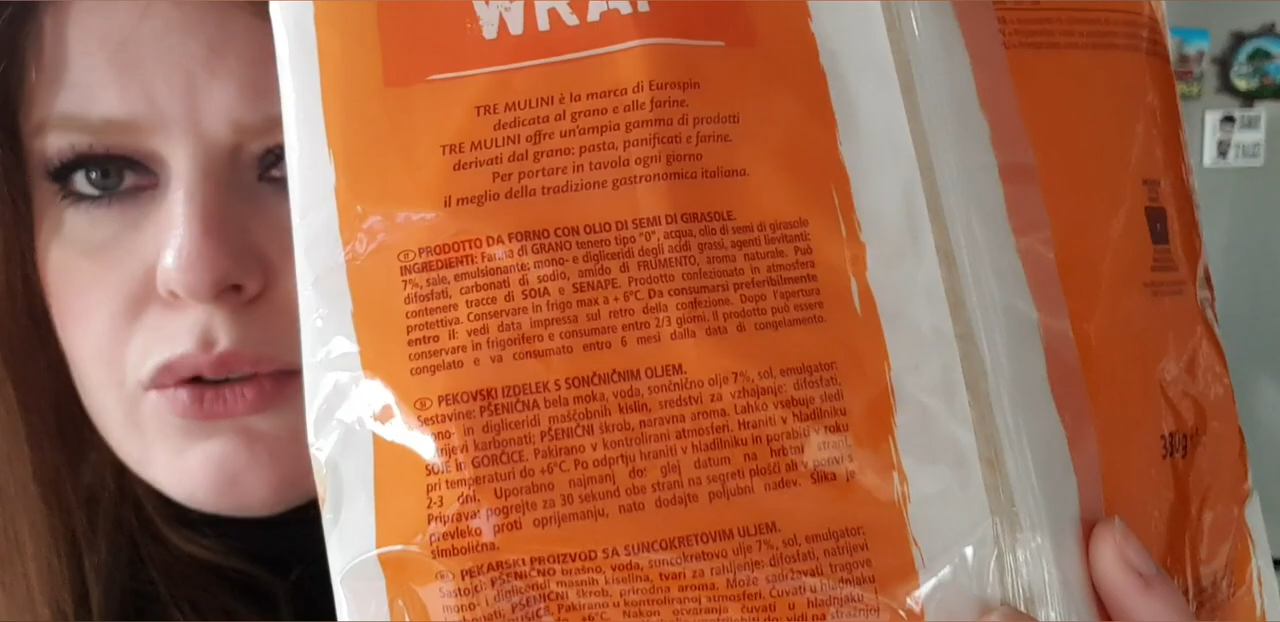 WRAP
TRE MULINI è la marca di Eurospin
dedicata al grano e alle farine.
TRE MULINI offre un'ampia gamma di prodotti
derivati dal grano: pasta, panificati e farine.
Per portare in tavola ogni giorno
il meglio della tradizione gastronomica italiana.
IT PRODOTTO DA FORNO CON OLIO DI SEMI DI GIRASOLE.
INGREDIENTI: Farina di GRANO tenero tipo "0", acqua, olio di semi di girasole
7%, sale, emulsionante: mono- e digliceridi degli acidi grassi, agenti lievitanti:
difosfati, carbonati di sodio, amido di FRUMENTO, aroma naturale. Può
contenere tracce di SOIA e SENAPE. Prodotto confezionato in atmosfera
protettiva. Conservare in frigo max a + 6°C. Da consumarsi preferibilmente
entro il: vedi data impressa sul retro della confezione. Dopo l'apertura
conservare in frigorifero e consumare entro 2/3 giorni. Il prodotto può essere
congelato e va consumato entro 6 mesi dalla data di congelamento.
SI PEKOVSKI IZDELEK S SONČNIČNIM OLJEM.
Sestavine: PŠENIČNA bela moka, voda, sončnično olje 7%, sol, emulgator:
mono- in digliceridi maščobnih kislin, sredstvi za vzhajanje: difosfati,
natrijevi karbonati; PŠENIČNI škrob, naravna aroma. Lahko vsebuje sledi
SOJE in GORČICE. Pakirano v kontrolirani atmosferi. Hraniti v hladilniku
pri temperaturi do +6°C. Po odprtju hraniti v hladilniku in porabiti v roku
2-3 dni. Uporabno najmanj do: glej datum na hrbtni strani.
Priprava: pogrejte za 30 sekund obe strani na segreti plošči ali v ponvi s
prevleko proti oprijemanju, nato dodajte poljubni nadev. Slika je
simbolična.
PEKARSKI PROIZVOD SA SUNCOKRETOVIM ULJEM.
Sastojci: PŠENIČNO brašno, voda, suncokretovo ulje 7%, sol, emulgator:
mono- i digliceridi masnih kiselina, tvari za rahljenje: difosfati, natrijevi
karbonati; PŠENIČNI škrob, prirodna aroma. Može sadržavati tragove
Pakirano u kontroliranoj atmosferi. Čuvati u hladnjaku
+6°C. Nakon otvaranja čuvati u hladnjaku
do: vidi na stražnjoj